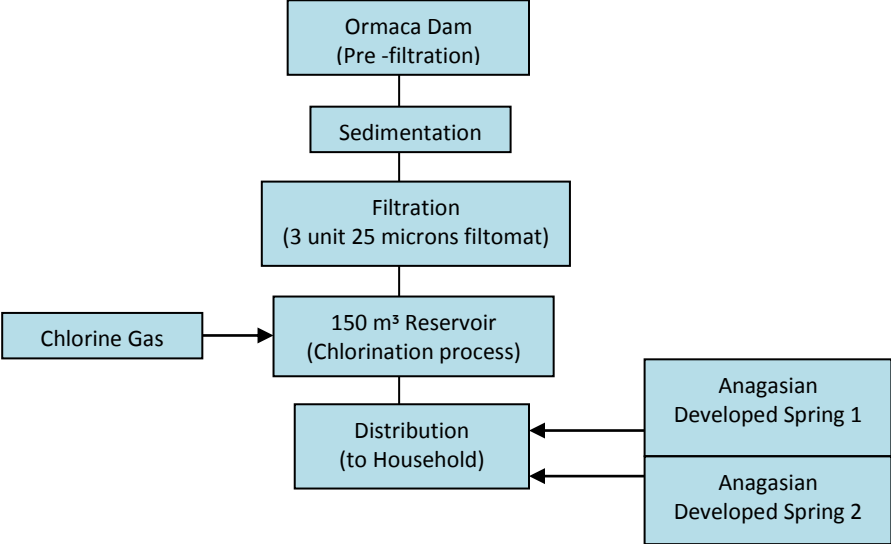 Ormaca Dam
(Pre -filtration)
Sedimentation
Filtration
(3 unit 25 microns filtomat)
150 m³ Reservoir
(Chlorination process)
Chlorine Gas
Distribution
(to Household)
Anagasian
Developed Spring 1
Anagasian
Developed Spring 2